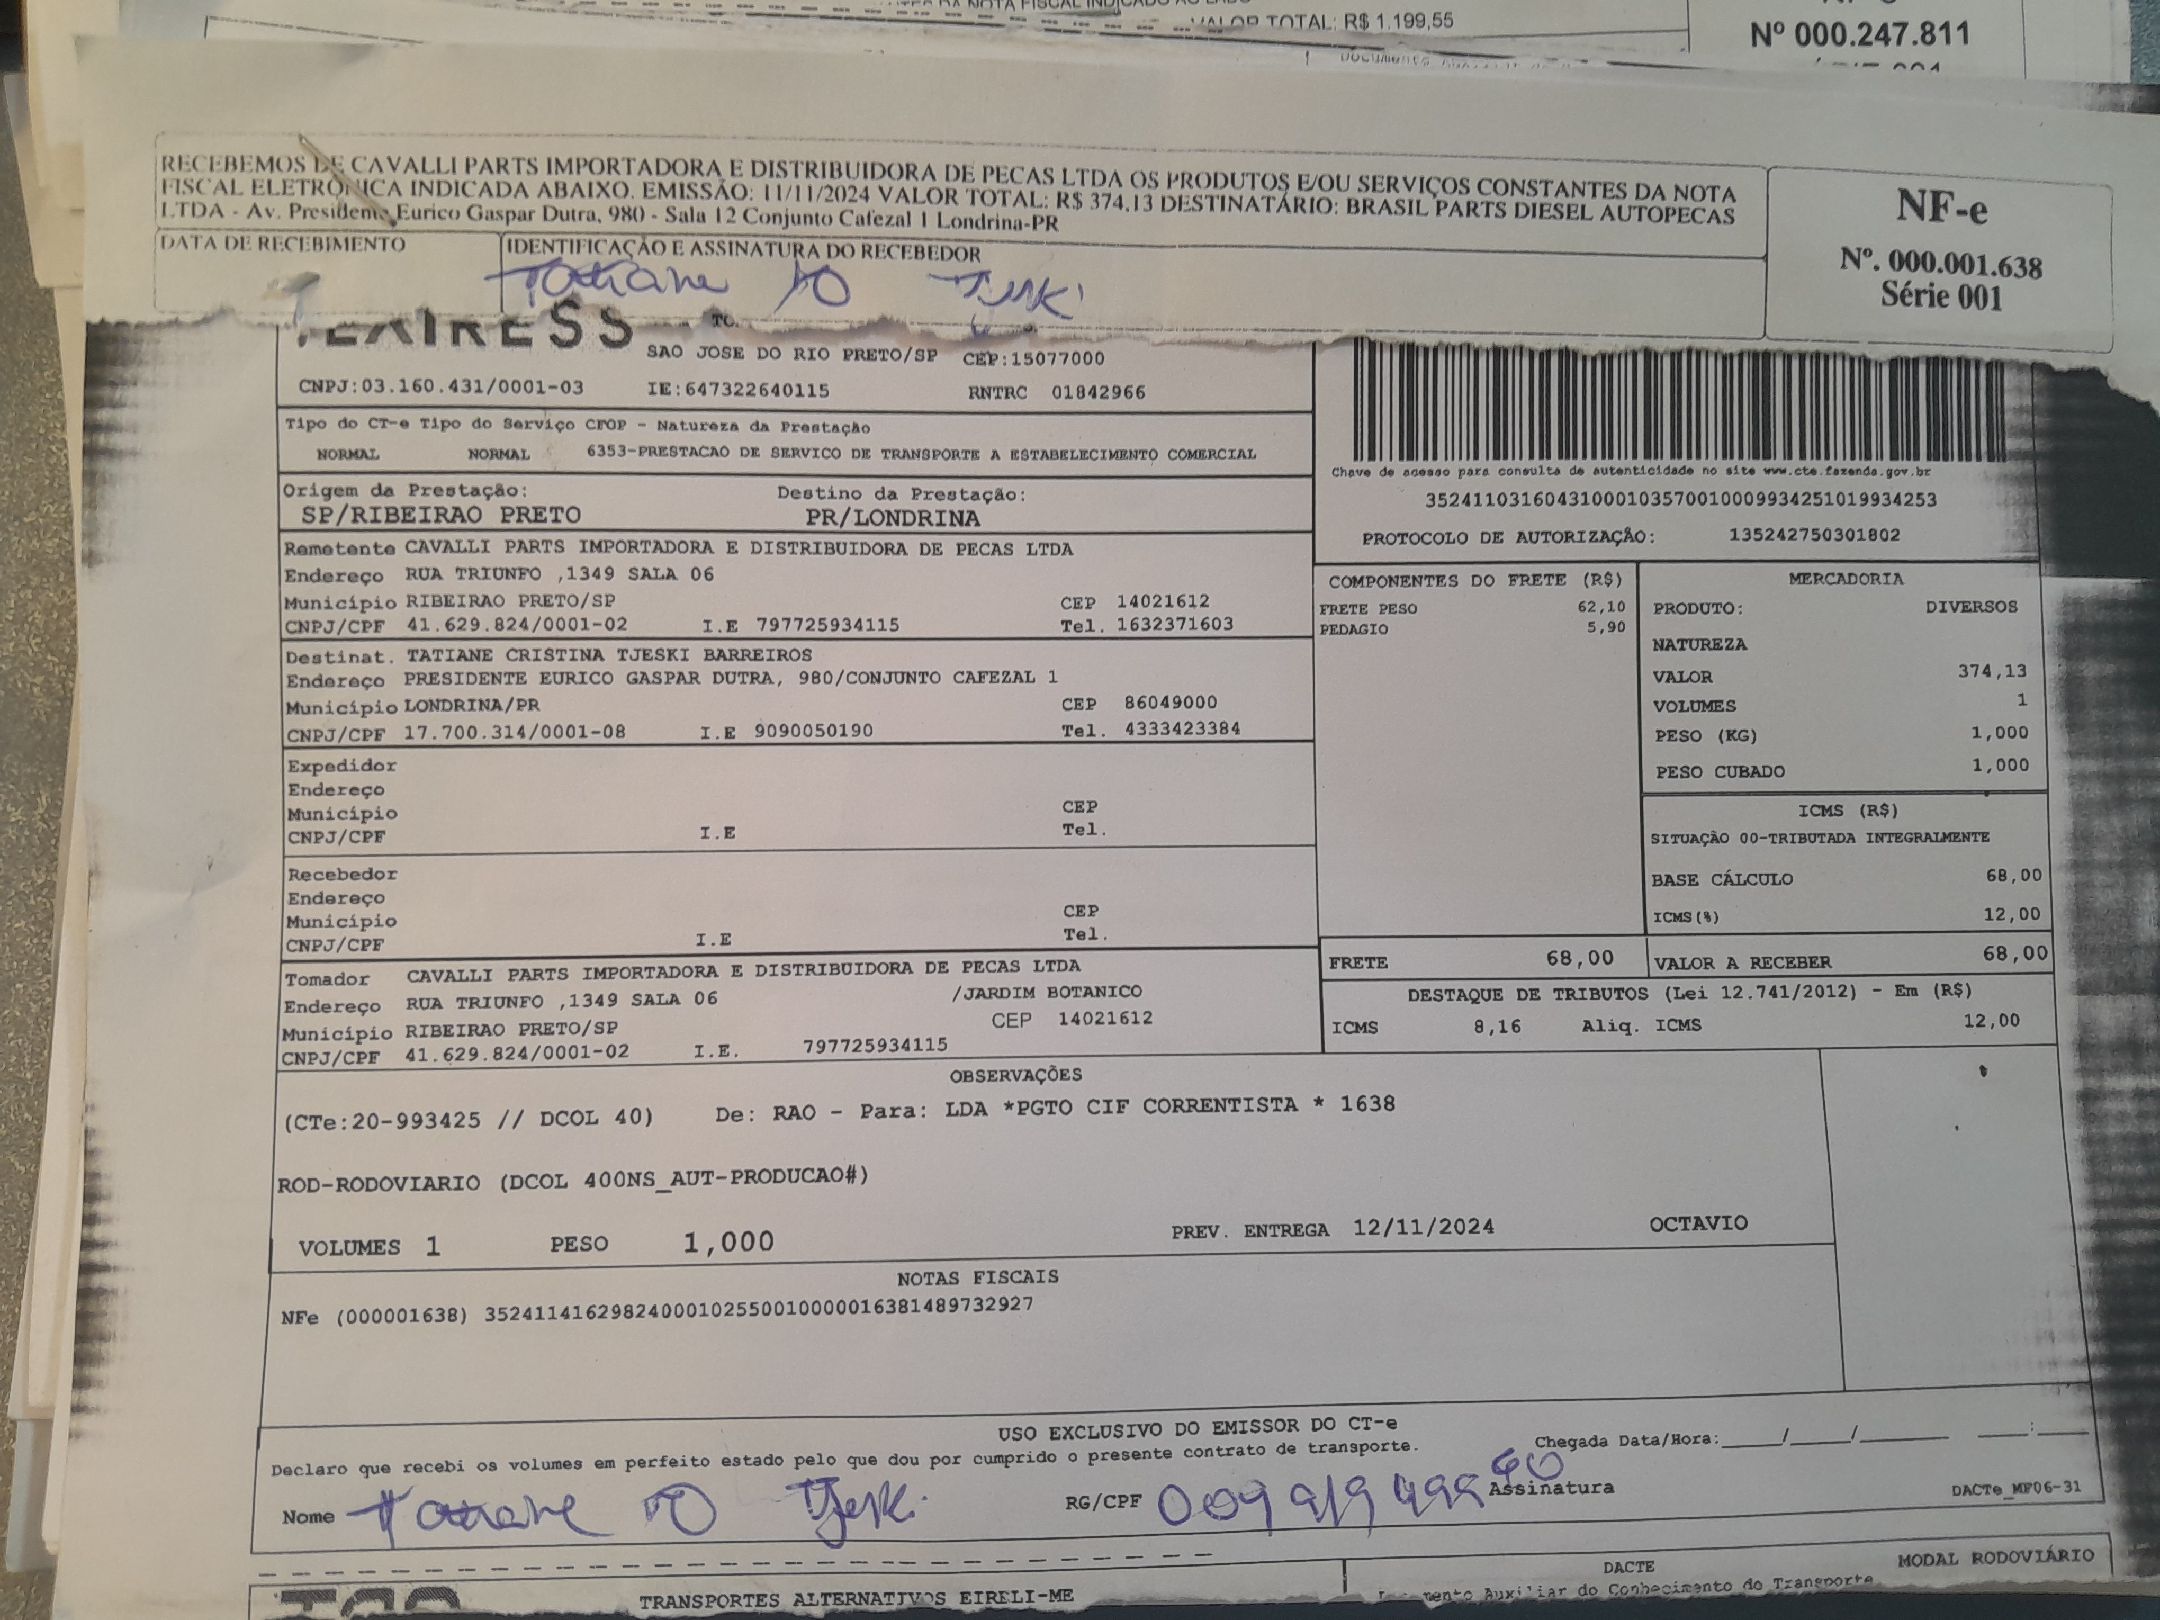 VALOR TOTAL: R$ 1.199,55
Nº 000.247.811
RECEBEMOS DE CAVALLI PARTS IMPORTADORA E DISTRIBUIDORA DE PECAS LTDA OS PRODUTOS E/OU SERVIÇOS CONSTANTES DA NOTA
FISCAL ELETRÔNICA INDICADA ABAIXO. EMISSÃO: 11/11/2024 VALOR TOTAL: R$ 374.13 DESTINATÁRIO: BRASIL PARTS DIESEL AUTOPECAS
LTDA - Av. Presidente Eurico Gaspar Dutra, 980 - Sala 12 Conjunto Cafezal 1 Londrina-PR
NF-e
Nº. 000.001.638
Série 001
DATA DE RECEBIMENTO
IDENTIFICAÇÃO E ASSINATURA DO RECEBEDOR
Tatiane Tjeski
SAO JOSE DO RIO PRETO/SP CEP:15077000
CNPJ:03.160.431/0001-03 IE:647322640115 RNTRC 01842966
Tipo do CT-e Tipo do Serviço CFOP - Natureza da Prestação
NORMAL NORMAL 6353-PRESTACAO DE SERVICO DE TRANSPORTE A ESTABELECIMENTO COMERCIAL
Chave de acesso para consulta de autenticidade no site www.cte.fazenda.gov.br
35241103160431000103570010009934251019934253
PROTOCOLO DE AUTORIZAÇÃO: 135242750301802
Origem da Prestação: Destino da Prestação:
SP/RIBEIRAO PRETO PR/LONDRINA
Remetente CAVALLI PARTS IMPORTADORA E DISTRIBUIDORA DE PECAS LTDA
Endereço RUA TRIUNFO ,1349 SALA 06
Município RIBEIRAO PRETO/SP CEP 14021612
CNPJ/CPF 41.629.824/0001-02 I.E 797725934115 Tel. 1632371603
Destinat. TATIANE CRISTINA TJESKI BARREIROS
Endereço PRESIDENTE EURICO GASPAR DUTRA, 980/CONJUNTO CAFEZAL 1
Município LONDRINA/PR CEP 86049000
CNPJ/CPF 17.700.314/0001-08 I.E 9090050190 Tel. 4333423384
Expedidor
Endereço
Município CEP
CNPJ/CPF I.E Tel.
Recebedor
Endereço
Município CEP
CNPJ/CPF I.E Tel.
Tomador CAVALLI PARTS IMPORTADORA E DISTRIBUIDORA DE PECAS LTDA
Endereço RUA TRIUNFO ,1349 SALA 06 /JARDIM BOTANICO
Município RIBEIRAO PRETO/SP CEP 14021612
CNPJ/CPF 41.629.824/0001-02 I.E. 797725934115
COMPONENTES DO FRETE (R$)
FRETE PESO 62,10
PEDAGIO 5,90
MERCADORIA
PRODUTO: DIVERSOS
NATUREZA
VALOR 374,13
VOLUMES 1
PESO (KG) 1,000
PESO CUBADO 1,000
ICMS (R$)
SITUAÇÃO 00-TRIBUTADA INTEGRALMENTE
BASE CÁLCULO 68,00
ICMS(%) 12,00
FRETE 68,00 VALOR A RECEBER 68,00
DESTAQUE DE TRIBUTOS (Lei 12.741/2012) - Em (R$)
ICMS 8,16 Aliq. ICMS 12,00
OBSERVAÇÕES
(CTe:20-993425 // DCOL 40) De: RAO - Para: LDA *PGTO CIF CORRENTISTA * 1638
ROD-RODOVIARIO (DCOL 400NS_AUT-PRODUCAO#)
VOLUMES 1 PESO 1,000 PREV. ENTREGA 12/11/2024 OCTAVIO
NOTAS FISCAIS
NFe (000001638) 35241141629824000102550010000016381489732927
USO EXCLUSIVO DO EMISSOR DO CT-e
Declaro que recebi os volumes em perfeito estado pelo que dou por cumprido o presente contrato de transporte. Chegada Data/Hora:____/____/______ ___:___
Nome Tatiane Tjeski RG/CPF Assinatura DACTe_MP06-31
TRANSPORTES ALTERNATIVOS EIRELI-ME
DACTE MODAL RODOVIÁRIO
Auxiliar do Conhecimento do Transporte